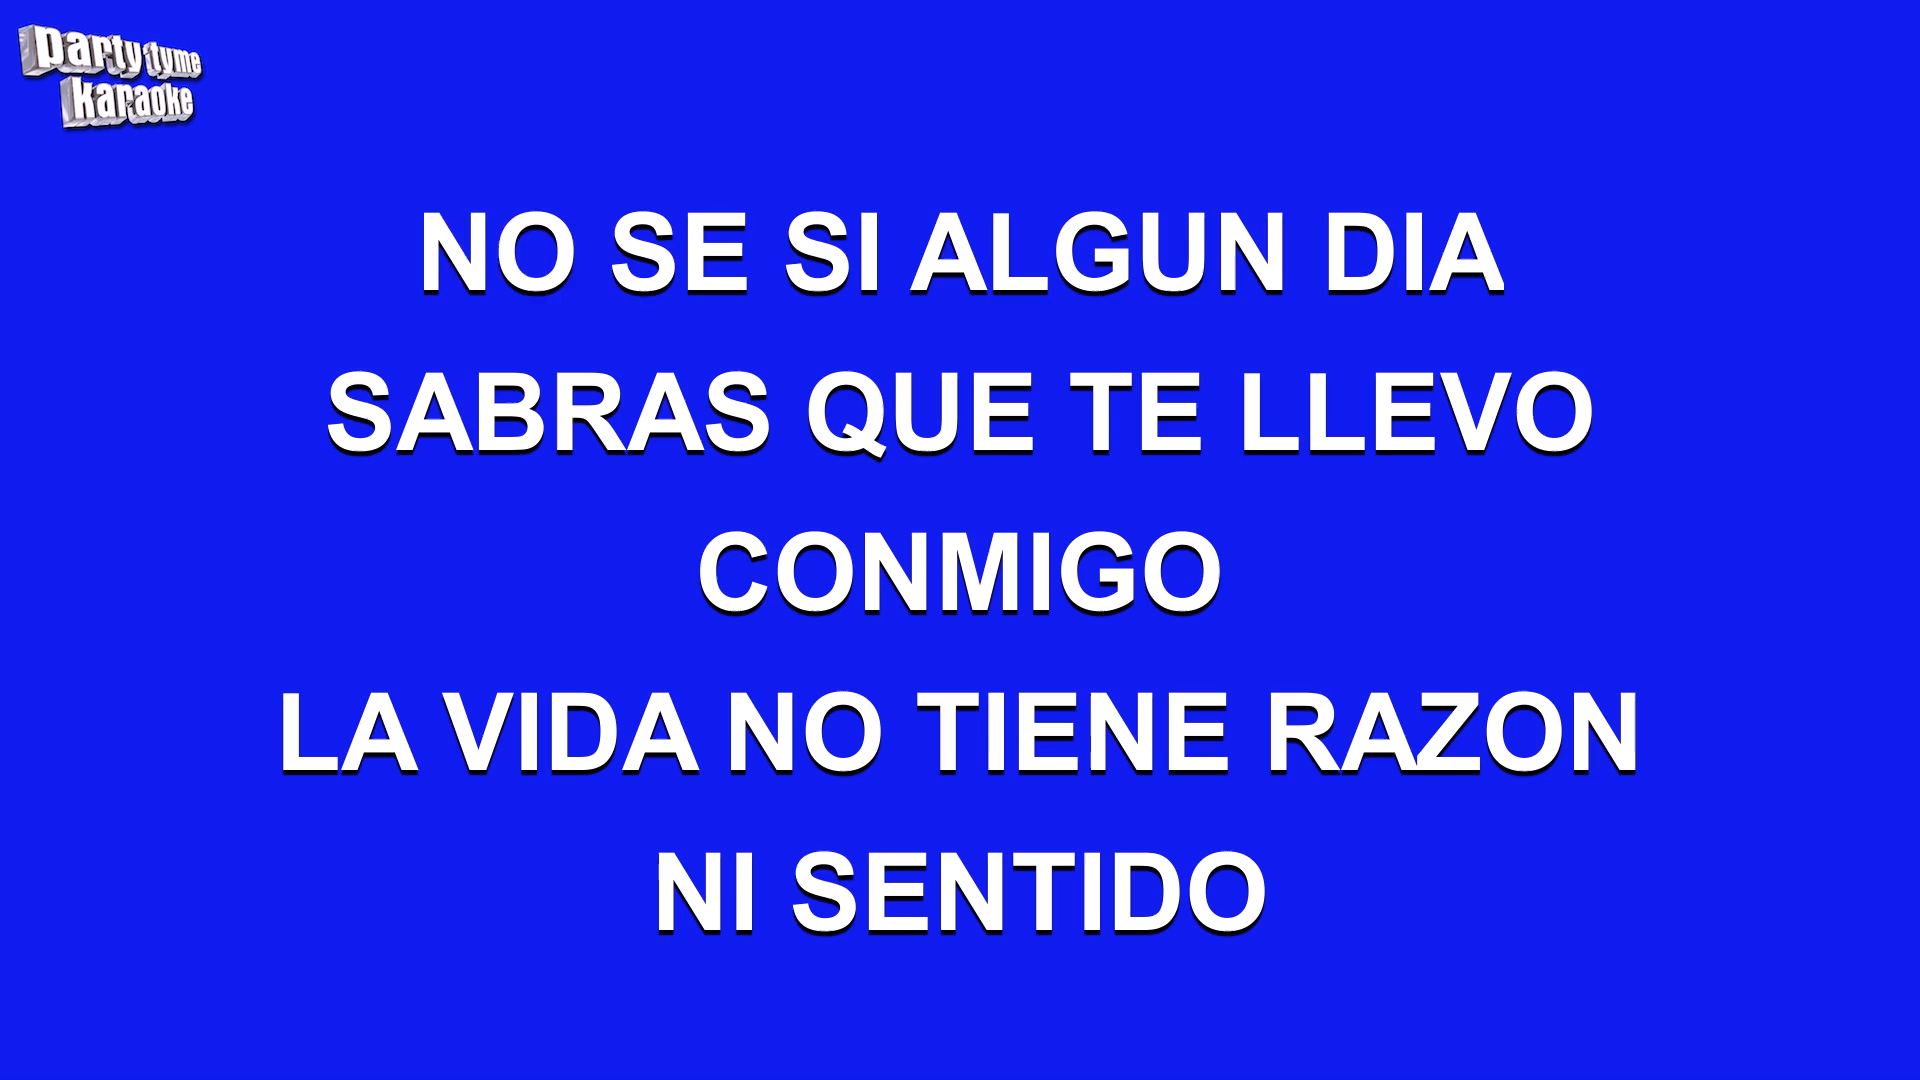 party tyme
karaoke
NO SE SI ALGUN DIA
SABRAS QUE TE LLEVO
CONMIGO
LA VIDA NO TIENE RAZON
NI SENTIDO